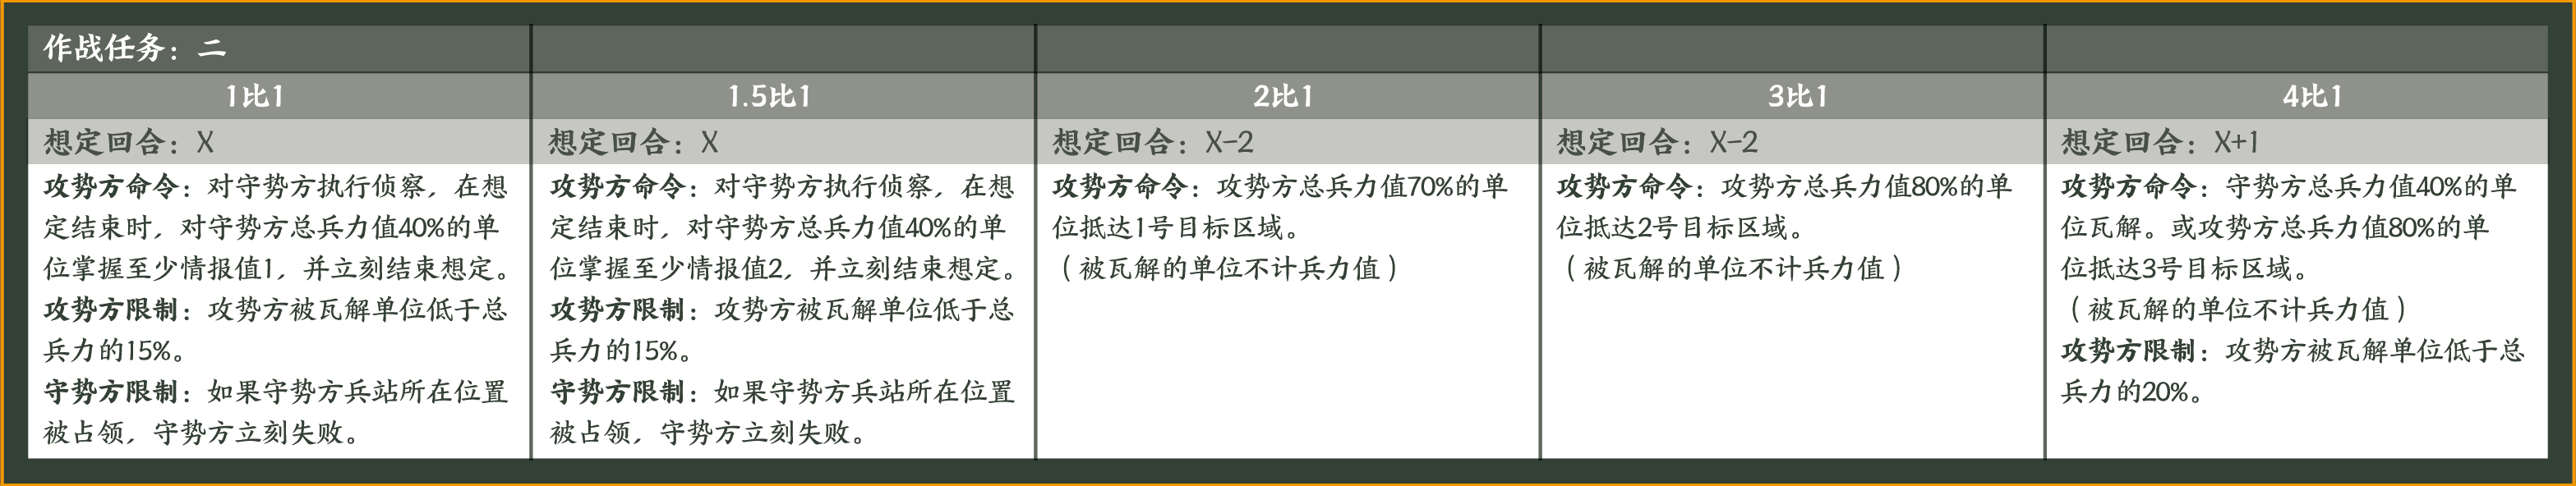 作战任务：二
1比1
想定回合：X
攻势方命令：对守势方执行侦察，在想
定结束时，对守势方总兵力值40%的单
位掌握至少情报值1，并立刻结束想定。
攻势方限制：攻势方被瓦解单位低于总
兵力的15%。
守势方限制：如果守势方兵站所在位置
被占领，守势方立刻失败。
1.5比1
想定回合：X
攻势方命令：对守势方执行侦察，在想
定结束时，对守势方总兵力值40%的单
位掌握至少情报值2，并立刻结束想定。
攻势方限制：攻势方被瓦解单位低于总
兵力的15%。
守势方限制：如果守势方兵站所在位置
被占领，守势方立刻失败。
2比1
想定回合：X-2
攻势方命令：攻势方总兵力值70%的单
位抵达1号目标区域。
（被瓦解的单位不计兵力值）
3比1
想定回合：X-2
攻势方命令：攻势方总兵力值80%的单
位抵达2号目标区域。
（被瓦解的单位不计兵力值）
4比1
想定回合：X+1
攻势方命令：守势方总兵力值40%的单
位瓦解。或攻势方总兵力值80%的单
位抵达3号目标区域。
（被瓦解的单位不计兵力值）
攻势方限制：攻势方被瓦解单位低于总
兵力的20%。